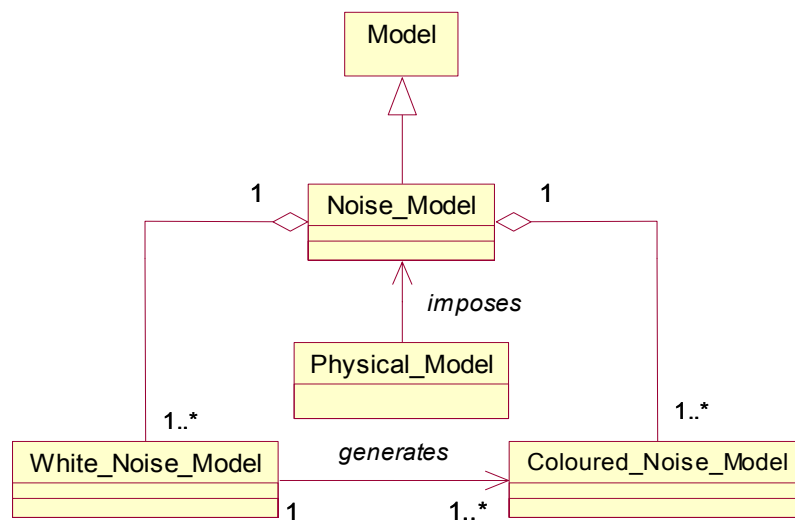 Model
1
1
Noise_Model
imposes
Physical_Model
1..*
1..*
White_Noise_Model
generates
Coloured_Noise_Model
1
1..*